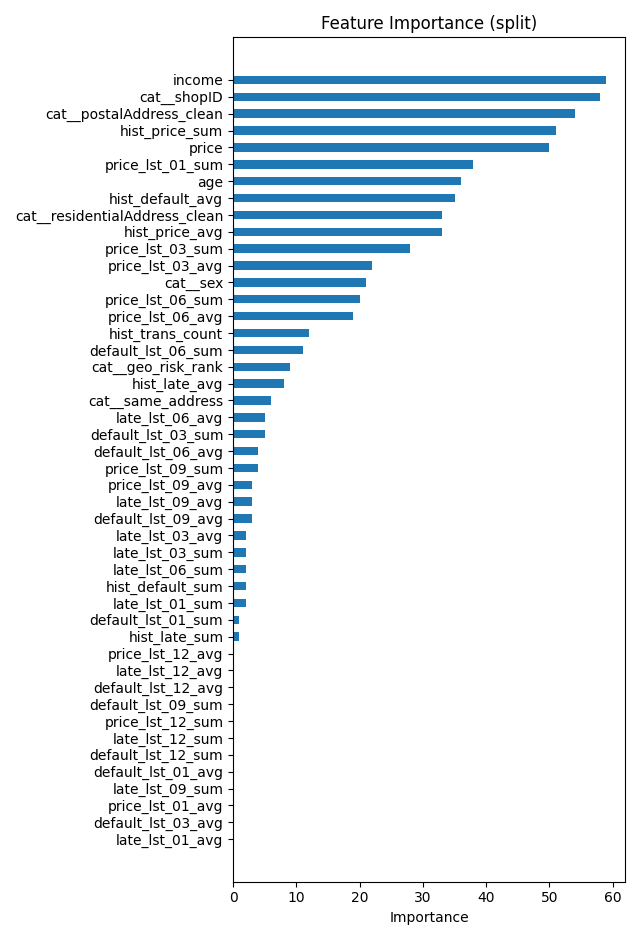 Feature Importance (split)
income
cat__shopID
cat__postalAddress_clean
hist_price_sum
price
price_lst_01_sum
age
hist_default_avg
cat__residentialAddress_clean
hist_price_avg
price_lst_03_sum
price_lst_03_avg
cat__sex
price_lst_06_sum
price_lst_06_avg
hist_trans_count
default_lst_06_sum
cat__geo_risk_rank
hist_late_avg
cat__same_address
late_lst_06_avg
default_lst_03_sum
default_lst_06_avg
price_lst_09_sum
price_lst_09_avg
late_lst_09_avg
default_lst_09_avg
late_lst_03_avg
late_lst_03_sum
late_lst_06_sum
hist_default_sum
late_lst_01_sum
default_lst_01_sum
hist_late_sum
price_lst_12_avg
late_lst_12_avg
default_lst_12_avg
default_lst_09_sum
price_lst_12_sum
late_lst_12_sum
default_lst_12_sum
default_lst_01_avg
late_lst_09_sum
price_lst_01_avg
default_lst_03_avg
late_lst_01_avg
0 10 20 30 40 50 60
Importance